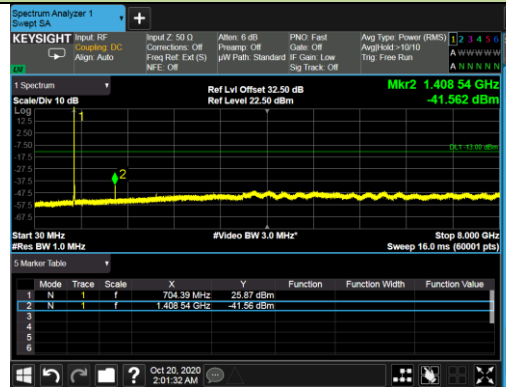 Spectrum Analyzer 1
Swept SA
+
KEYSIGHT
Input: RF
Coupling: DC
Align: Auto
Input Z: 50 Ω
Corrections: Off
Freq Ref: Ext (S)
NFE: Off
Atten: 6 dB
Preamp: Off
µW Path: Standard
PNO: Fast
Gate: Off
IF Gain: Low
Sig Track: Off
Avg Type: Power (RMS)
Avg|Hold:>10/10
Trig: Free Run
1 2 3 4 5 6
A W W W W W
A N N N N N
1 Spectrum
Scale/Div 10 dB
Ref Lvl Offset 32.50 dB
Ref Level 22.50 dBm
Mkr2 1.408 54 GHz
-41.562 dBm
Log
1
12.5
2.50
-7.50
DL1 -13.00 dBm
-17.5
-27.5
2
-37.5
-47.5
-57.5
-67.5
Start 30 MHz
#Video BW 3.0 MHz*
Stop 8.000 GHz
#Res BW 1.0 MHz
Sweep 16.0 ms (60001 pts)
5 Marker Table
Mode Trace Scale X Y Function Function Width Function Value
1 N 1 f 704.39 MHz 25.87 dBm
2 N 1 f 1.408 54 GHz -41.56 dBm
3
4
5
6
?
Oct 20, 2020
2:01:32 AM